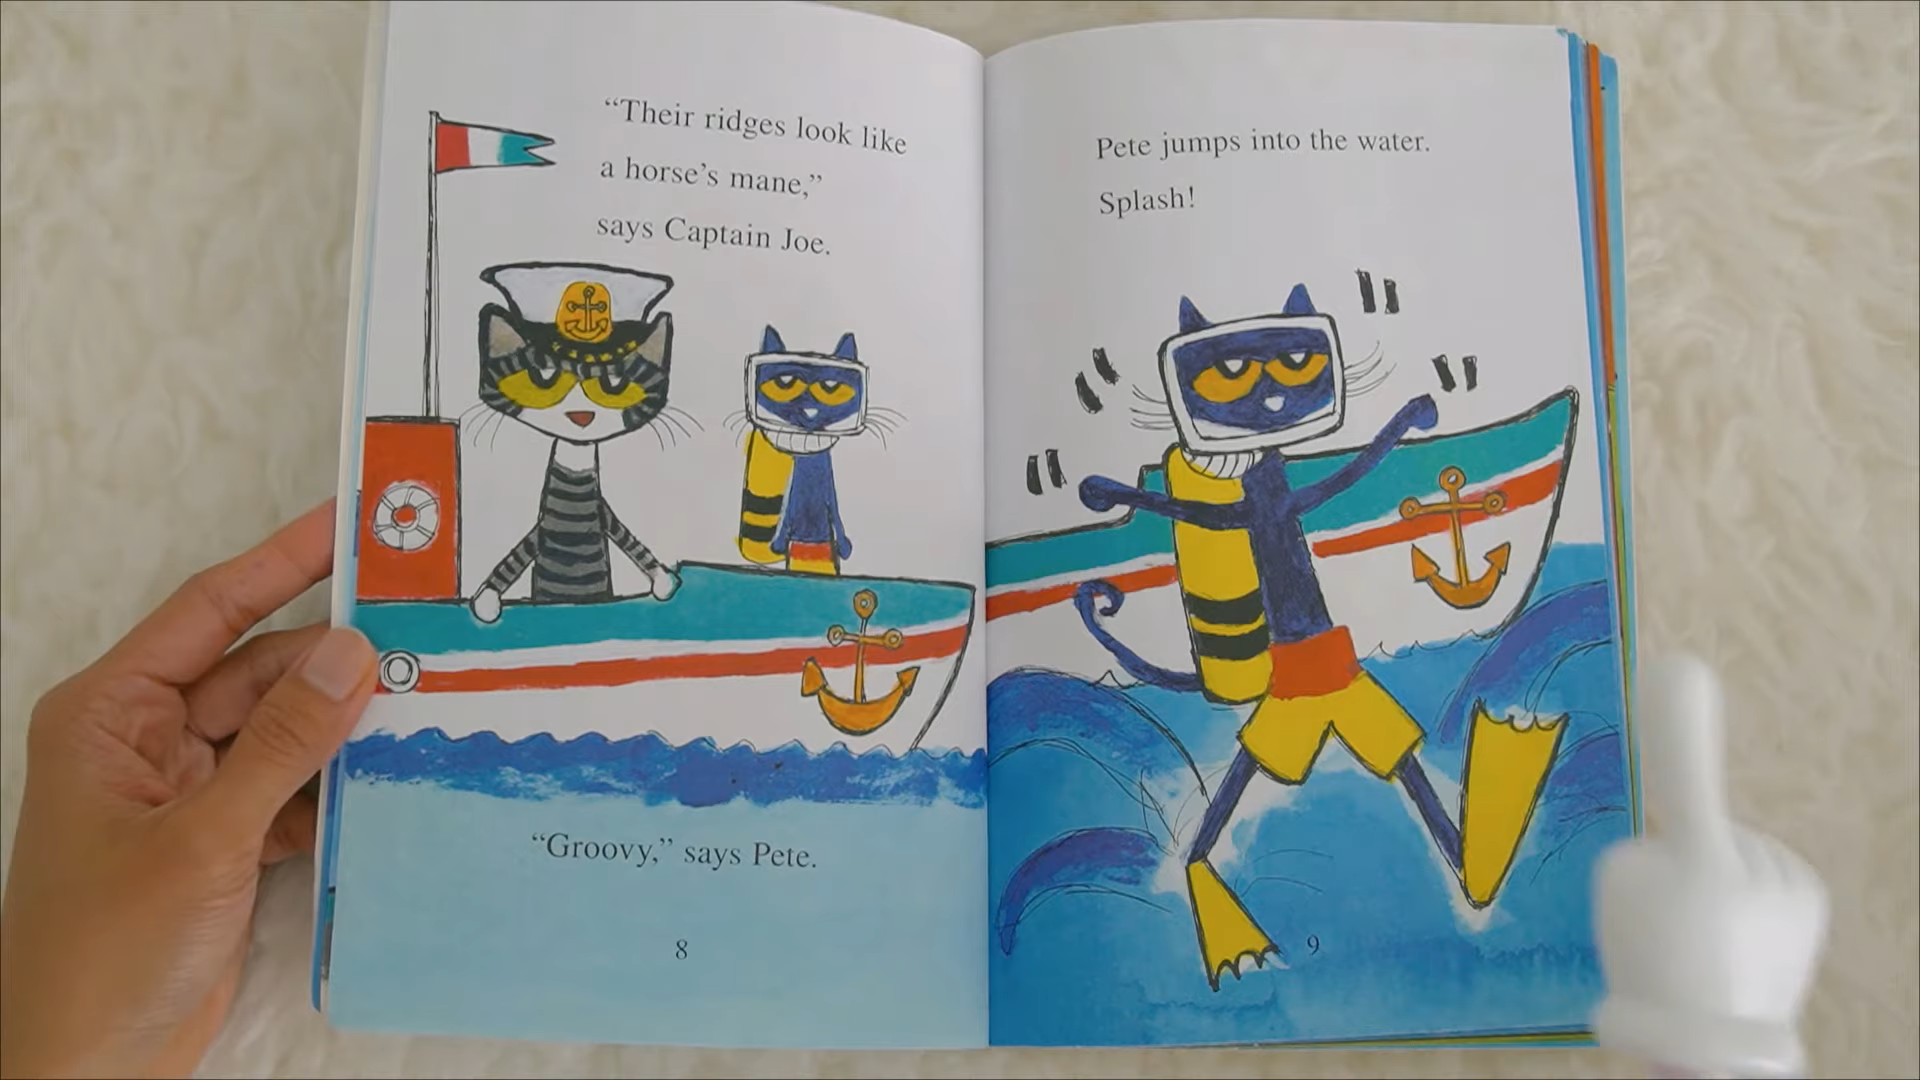 “Their ridges look like
a horse’s mane,”
says Captain Joe.
“Groovy,” says Pete.
8
Pete jumps into the water.
Splash!
9